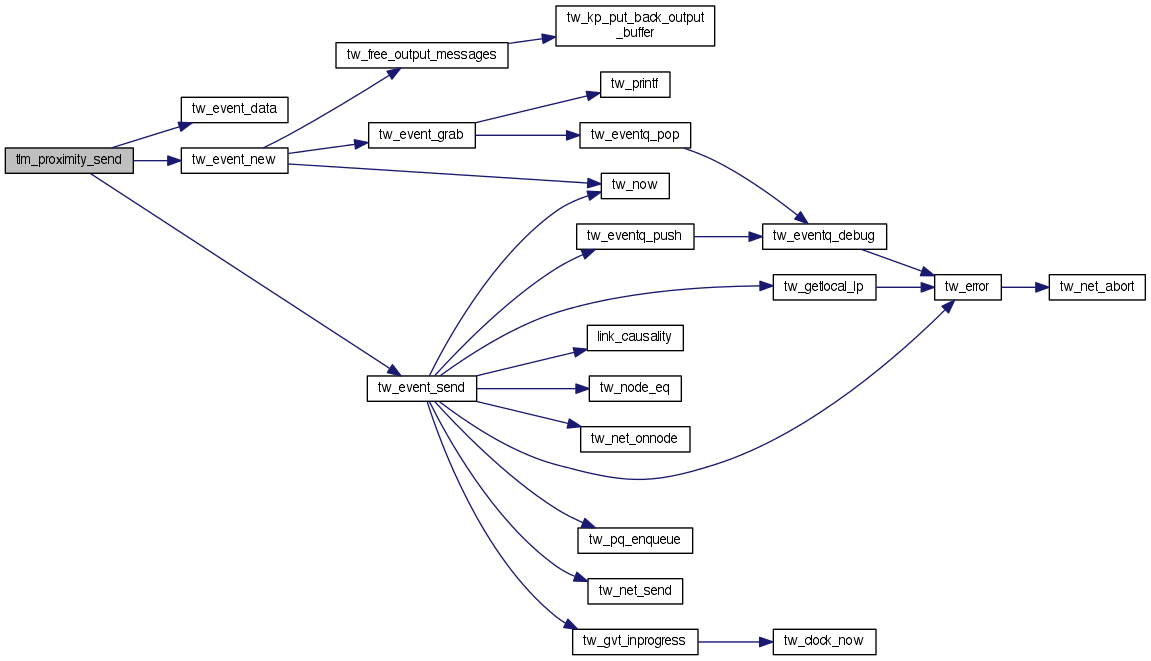 tw_kp_put_back_output
_buffer
tw_free_output_messages
tw_printf
tw_event_data
tw_event_grab
tw_eventq_pop
tlm_proximity_send
tw_event_new
tw_now
tw_eventq_push
tw_eventq_debug
tw_getlocal_lp
tw_error
tw_net_abort
link_causality
tw_event_send
tw_node_eq
tw_net_onnode
tw_pq_enqueue
tw_net_send
tw_gvt_inprogress
tw_clock_now